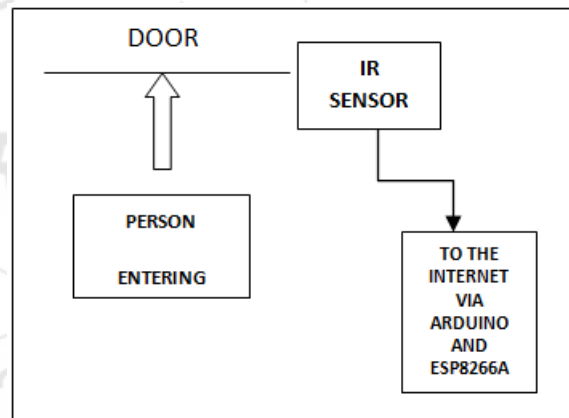 DOOR
IR
SENSOR
PERSON
ENTERING
TO THE
INTERNET
VIA
ARDUINO
AND
ESP8266A